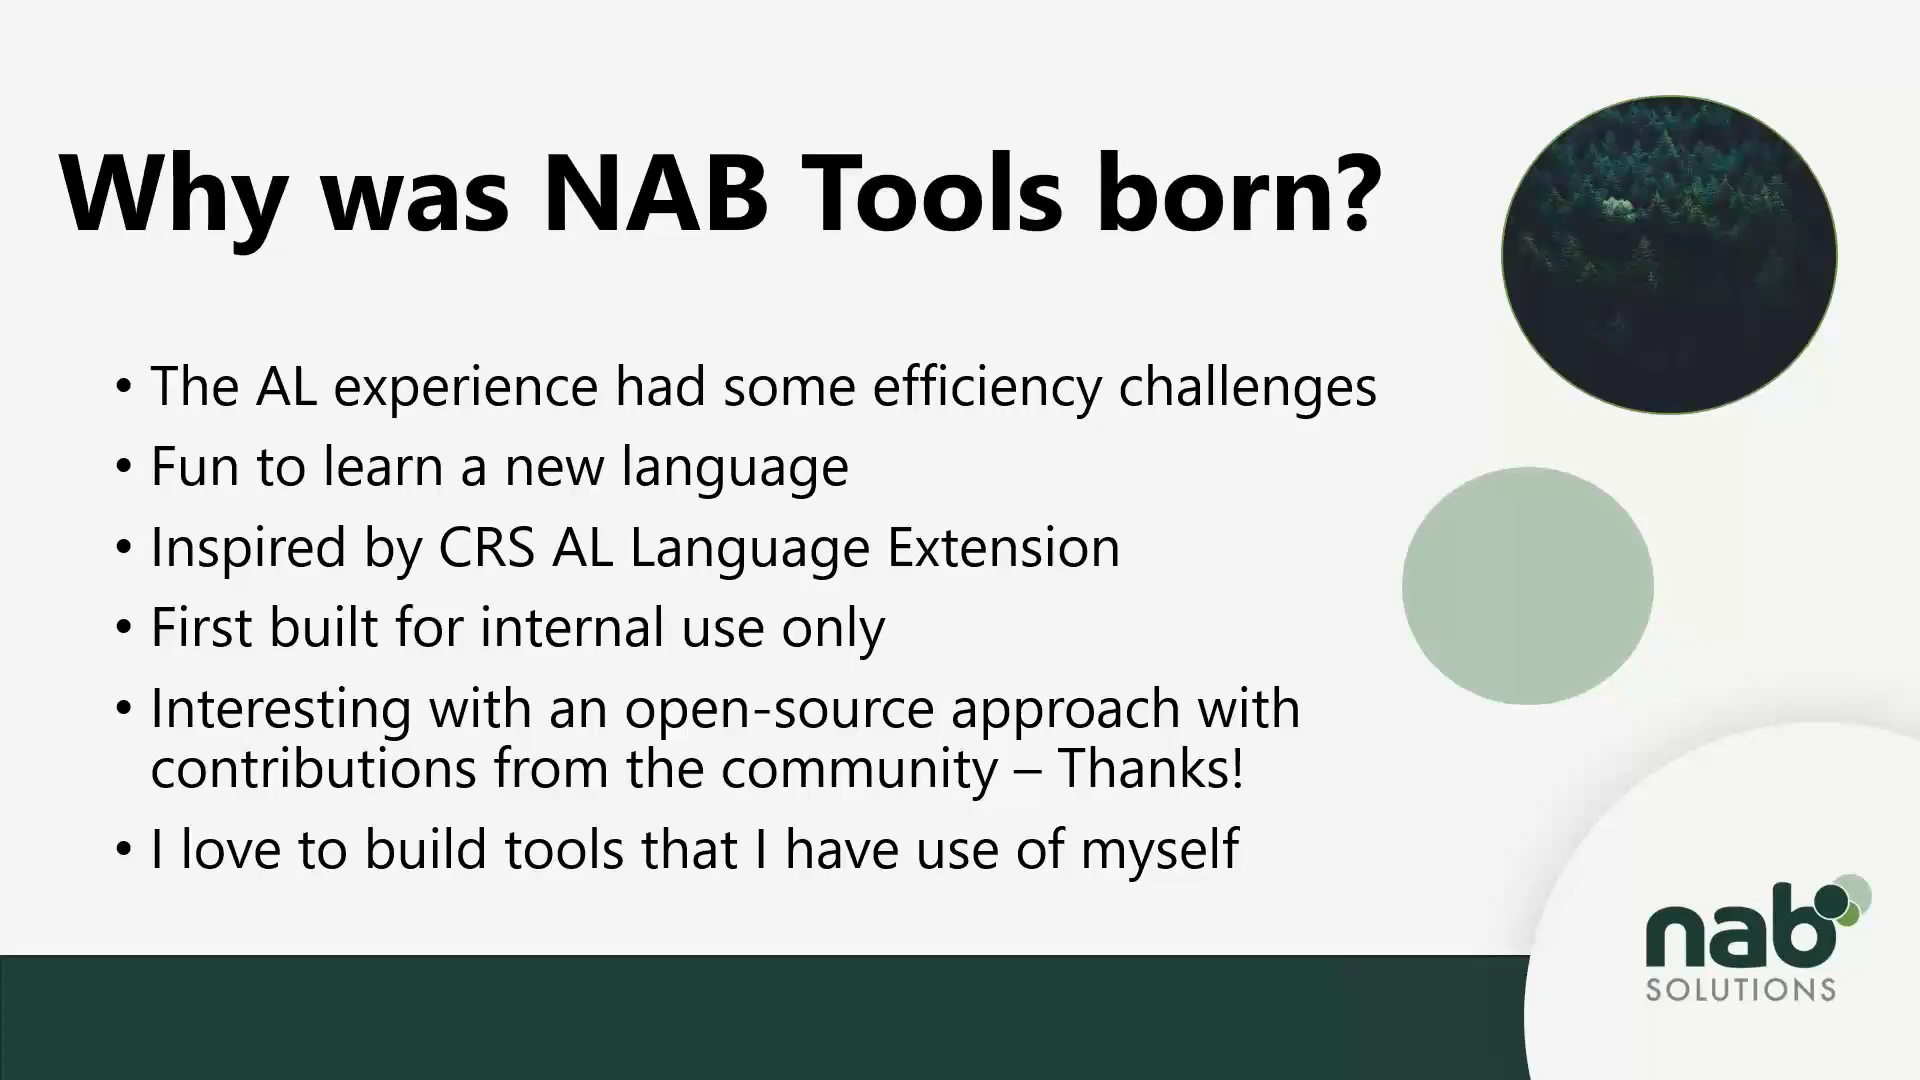 Why was NAB Tools born?
• The AL experience had some efficiency challenges
• Fun to learn a new language
• Inspired by CRS AL Language Extension
• First built for internal use only
• Interesting with an open-source approach with
contributions from the community – Thanks!
• I love to build tools that I have use of myself
nab
SOLUTIONS